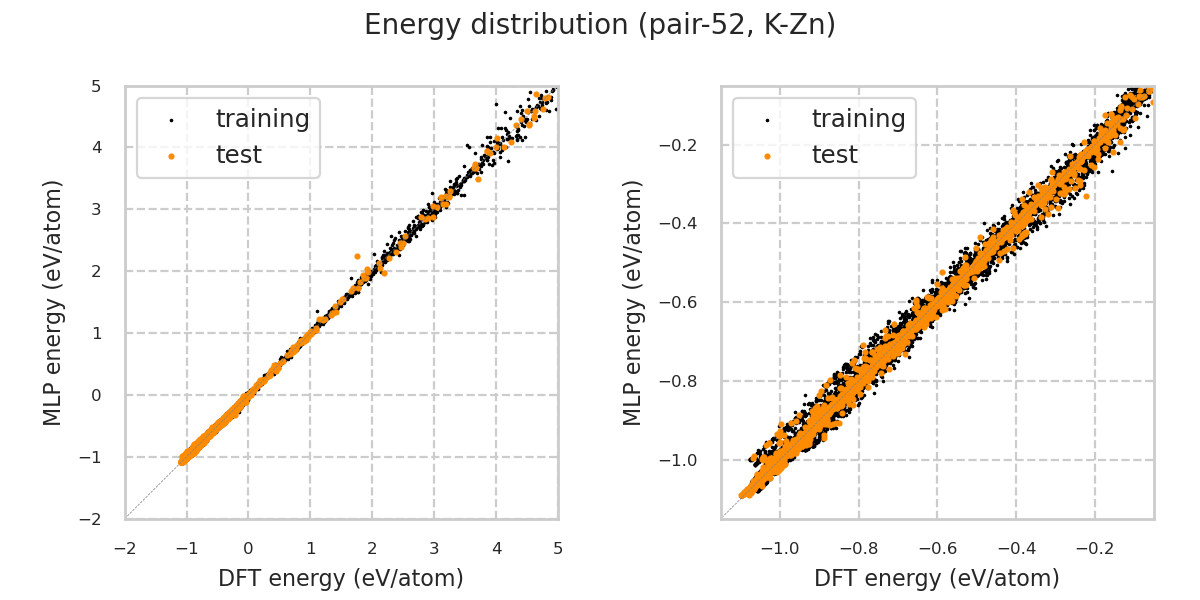 Energy distribution (pair-52, K-Zn)
training
test
5
4
3
2
1
0
−1
−2
−2 −1 0 1 2 3 4 5
MLP energy (eV/atom)
DFT energy (eV/atom)
training
test
−0.2
−0.4
−0.6
−0.8
−1.0
−1.0 −0.8 −0.6 −0.4 −0.2
MLP energy (eV/atom)
DFT energy (eV/atom)